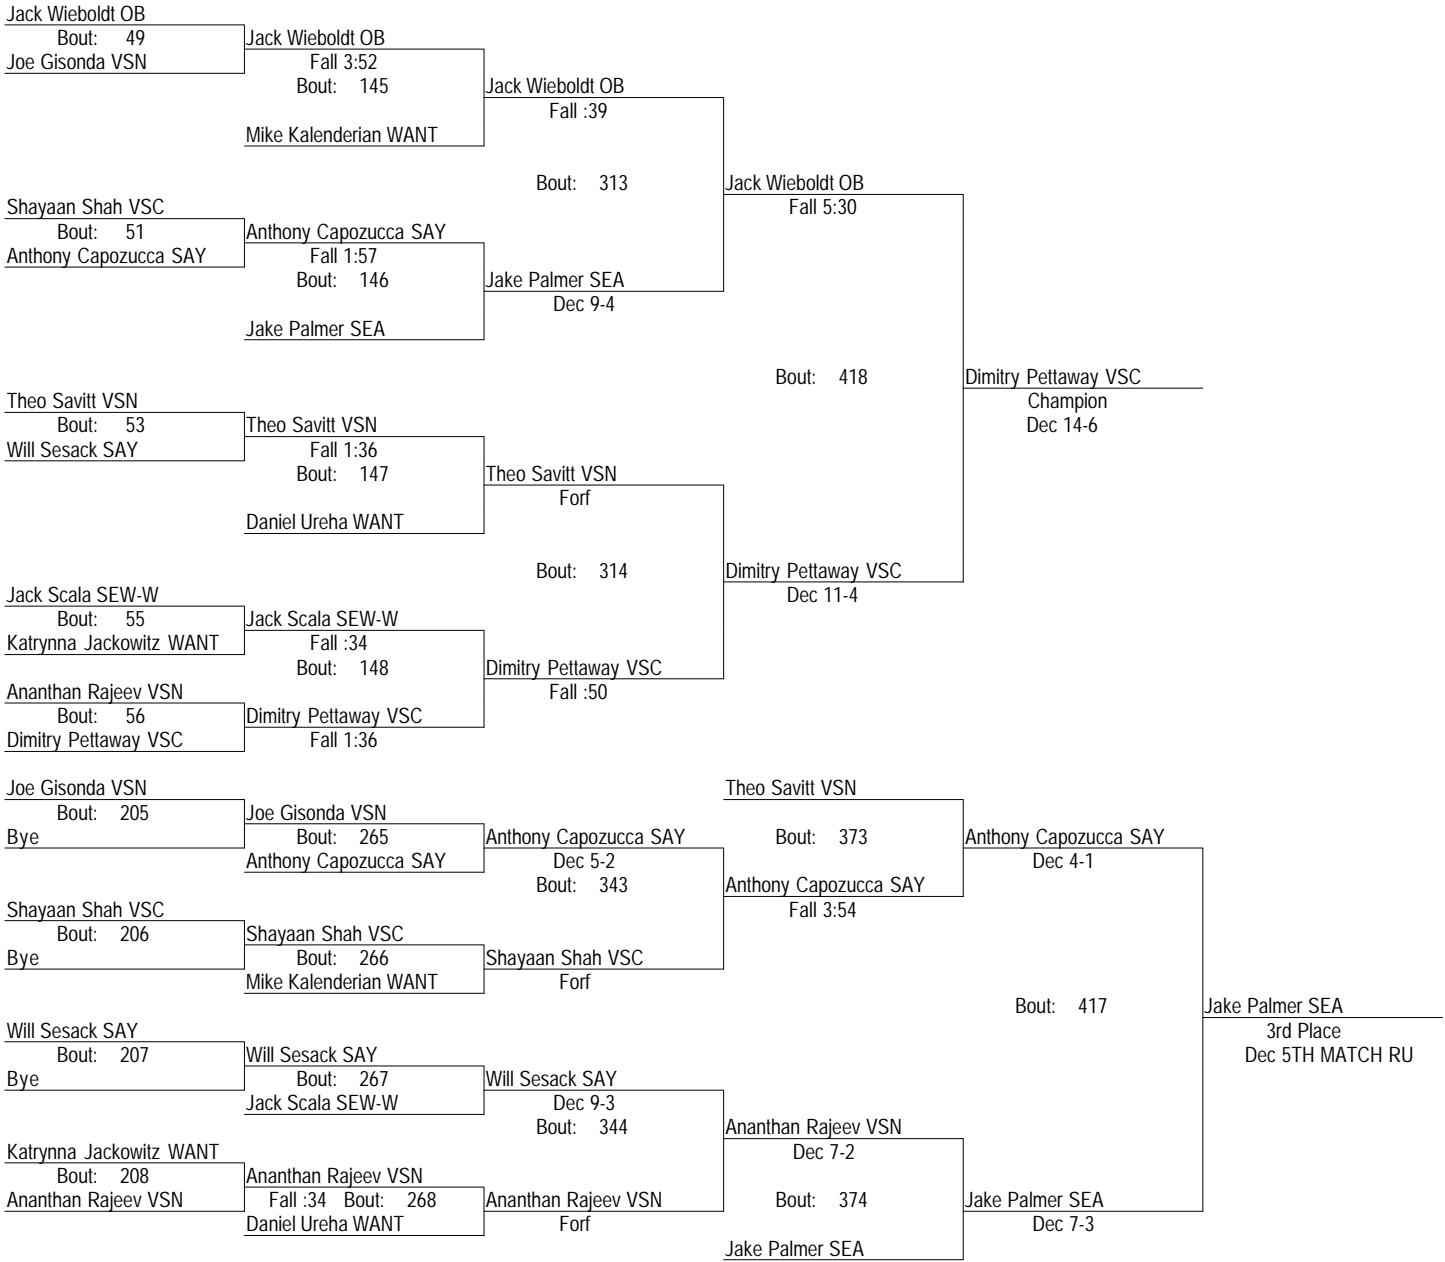 Jack Wieboldt OB
Bout: 49
Joe Gisonda VSN
Jack Wieboldt OB
Fall 3:52
Bout: 145
Mike Kalenderian WANT
Jack Wieboldt OB
Fall :39
Bout: 313
Shayaan Shah VSC
Bout: 51
Anthony Capozucca SAY
Anthony Capozucca SAY
Fall 1:57
Bout: 146
Jake Palmer SEA
Jake Palmer SEA
Dec 9-4
Jack Wieboldt OB
Fall 5:30
Bout: 418
Theo Savitt VSN
Bout: 53
Will Sesack SAY
Theo Savitt VSN
Fall 1:36
Bout: 147
Daniel Ureha WANT
Theo Savitt VSN
Forf
Bout: 314
Jack Scala SEW-W
Bout: 55
Katrynna Jackowitz WANT
Jack Scala SEW-W
Fall :34
Bout: 148
Ananthan Rajeev VSN
Bout: 56
Dimitry Pettaway VSC
Dimitry Pettaway VSC
Fall 1:36
Dimitry Pettaway VSC
Fall :50
Dimitry Pettaway VSC
Dec 11-4
Dimitry Pettaway VSC
Champion
Dec 14-6
Joe Gisonda VSN
Bout: 205
Bye
Joe Gisonda VSN
Bout: 265
Anthony Capozucca SAY
Anthony Capozucca SAY
Dec 5-2
Bout: 343
Shayaan Shah VSC
Bout: 206
Bye
Shayaan Shah VSC
Bout: 266
Mike Kalenderian WANT
Shayaan Shah VSC
Forf
Theo Savitt VSN
Bout: 373
Anthony Capozucca SAY
Fall 3:54
Anthony Capozucca SAY
Dec 4-1
Bout: 417
Will Sesack SAY
Bout: 207
Bye
Will Sesack SAY
Bout: 267
Jack Scala SEW-W
Will Sesack SAY
Dec 9-3
Bout: 344
Katrynna Jackowitz WANT
Bout: 208
Ananthan Rajeev VSN
Ananthan Rajeev VSN
Fall :34 Bout: 268
Daniel Ureha WANT
Ananthan Rajeev VSN
Forf
Ananthan Rajeev VSN
Dec 7-2
Bout: 374
Jake Palmer SEA
Jake Palmer SEA
Dec 7-3
Jake Palmer SEA
3rd Place
Dec 5TH MATCH RU